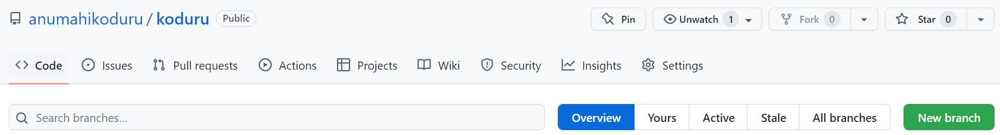 anumahikoduru / koduru Public Pin Unwatch 1 Fork 0 Star 0
Code Issues Pull requests Actions Projects Wiki Security Insights Settings
Search branches... Overview Yours Active Stale All branches New branch